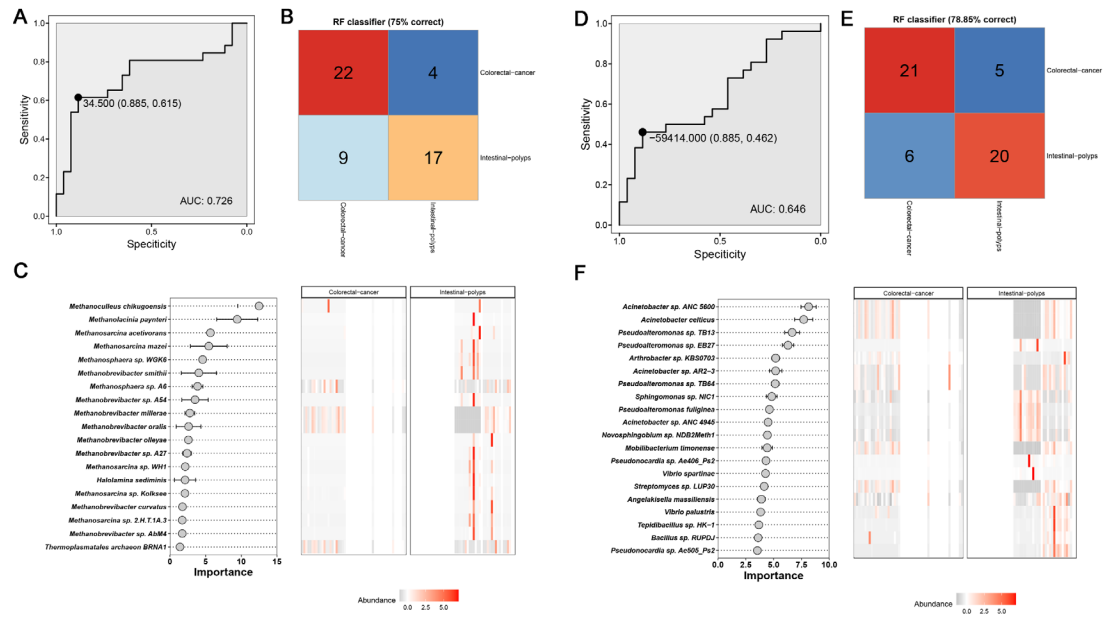 A
1.0
0.8
0.6
0.4
0.2
0.0
Sensitivity
34.500 (0.885, 0.615)
AUC: 0.726
1.0
0.5
0.0
Specificity
B
RF classifier (75% correct)
22
4
9
17
Colorectal-cancer
Intestinal-polyps
Colorectal-cancer
Intestinal-polyps
D
1.0
0.8
0.6
0.4
0.2
0.0
Sensitivity
−59414.000 (0.885, 0.462)
AUC: 0.646
1.0
0.5
0.0
Specificity
E
RF classifier (78.85% correct)
21
5
6
20
Colorectal-cancer
Intestinal-polyps
Colorectal-cancer
Intestinal-polyps
C
Methanoculleus chikugoensis
Methanolacinia paynteri
Methanosarcina acetivorans
Methanosarcina mazei
Methanosphaera sp. WGK6
Methanobrevibacter smithii
Methanosphaera sp. A6
Methanobrevibacter sp. A54
Methanobrevibacter millerae
Methanobrevibacter oralis
Methanobrevibacter olleyae
Methanobrevibacter sp. A27
Methanosarcina sp. WH1
Halolamina sediminis
Methanosarcina sp. Kolksee
Methanobrevibacter curvatus
Methanosarcina sp. 2.H.T.1A.3
Methanobrevibacter sp. AbM4
Thermoplasmatales archaeon BRNA1
0
5
10
15
Importance
Colorectal-cancer
Intestinal-polyps
Abundance
0.0
2.5
5.0
F
Acinetobacter sp. ANC 5600
Acinetobacter celticus
Pseudoalteromonas sp. TB13
Pseudoalteromonas sp. EB27
Arthrobacter sp. KBS0703
Acinetobacter sp. AR2−3
Pseudoalteromonas sp. TB64
Sphingomonas sp. NIC1
Pseudoalteromonas fuliginea
Acinetobacter sp. ANC 4945
Novosphingobium sp. NDB2Meth1
Mobilibacterium timonense
Pseudonocardia sp. Ae406_Ps2
Vibrio spartinae
Streptomyces sp. LUP30
Angelakisella massiliensis
Vibrio palustris
Tepidibacillus sp. HK−1
Bacillus sp. RUPDJ
Pseudonocardia sp. Ae505_Ps2
0.0
2.5
5.0
7.5
10.0
Importance
Colorectal-cancer
Intestinal-polyps
Abundance
0.0
2.5
5.0